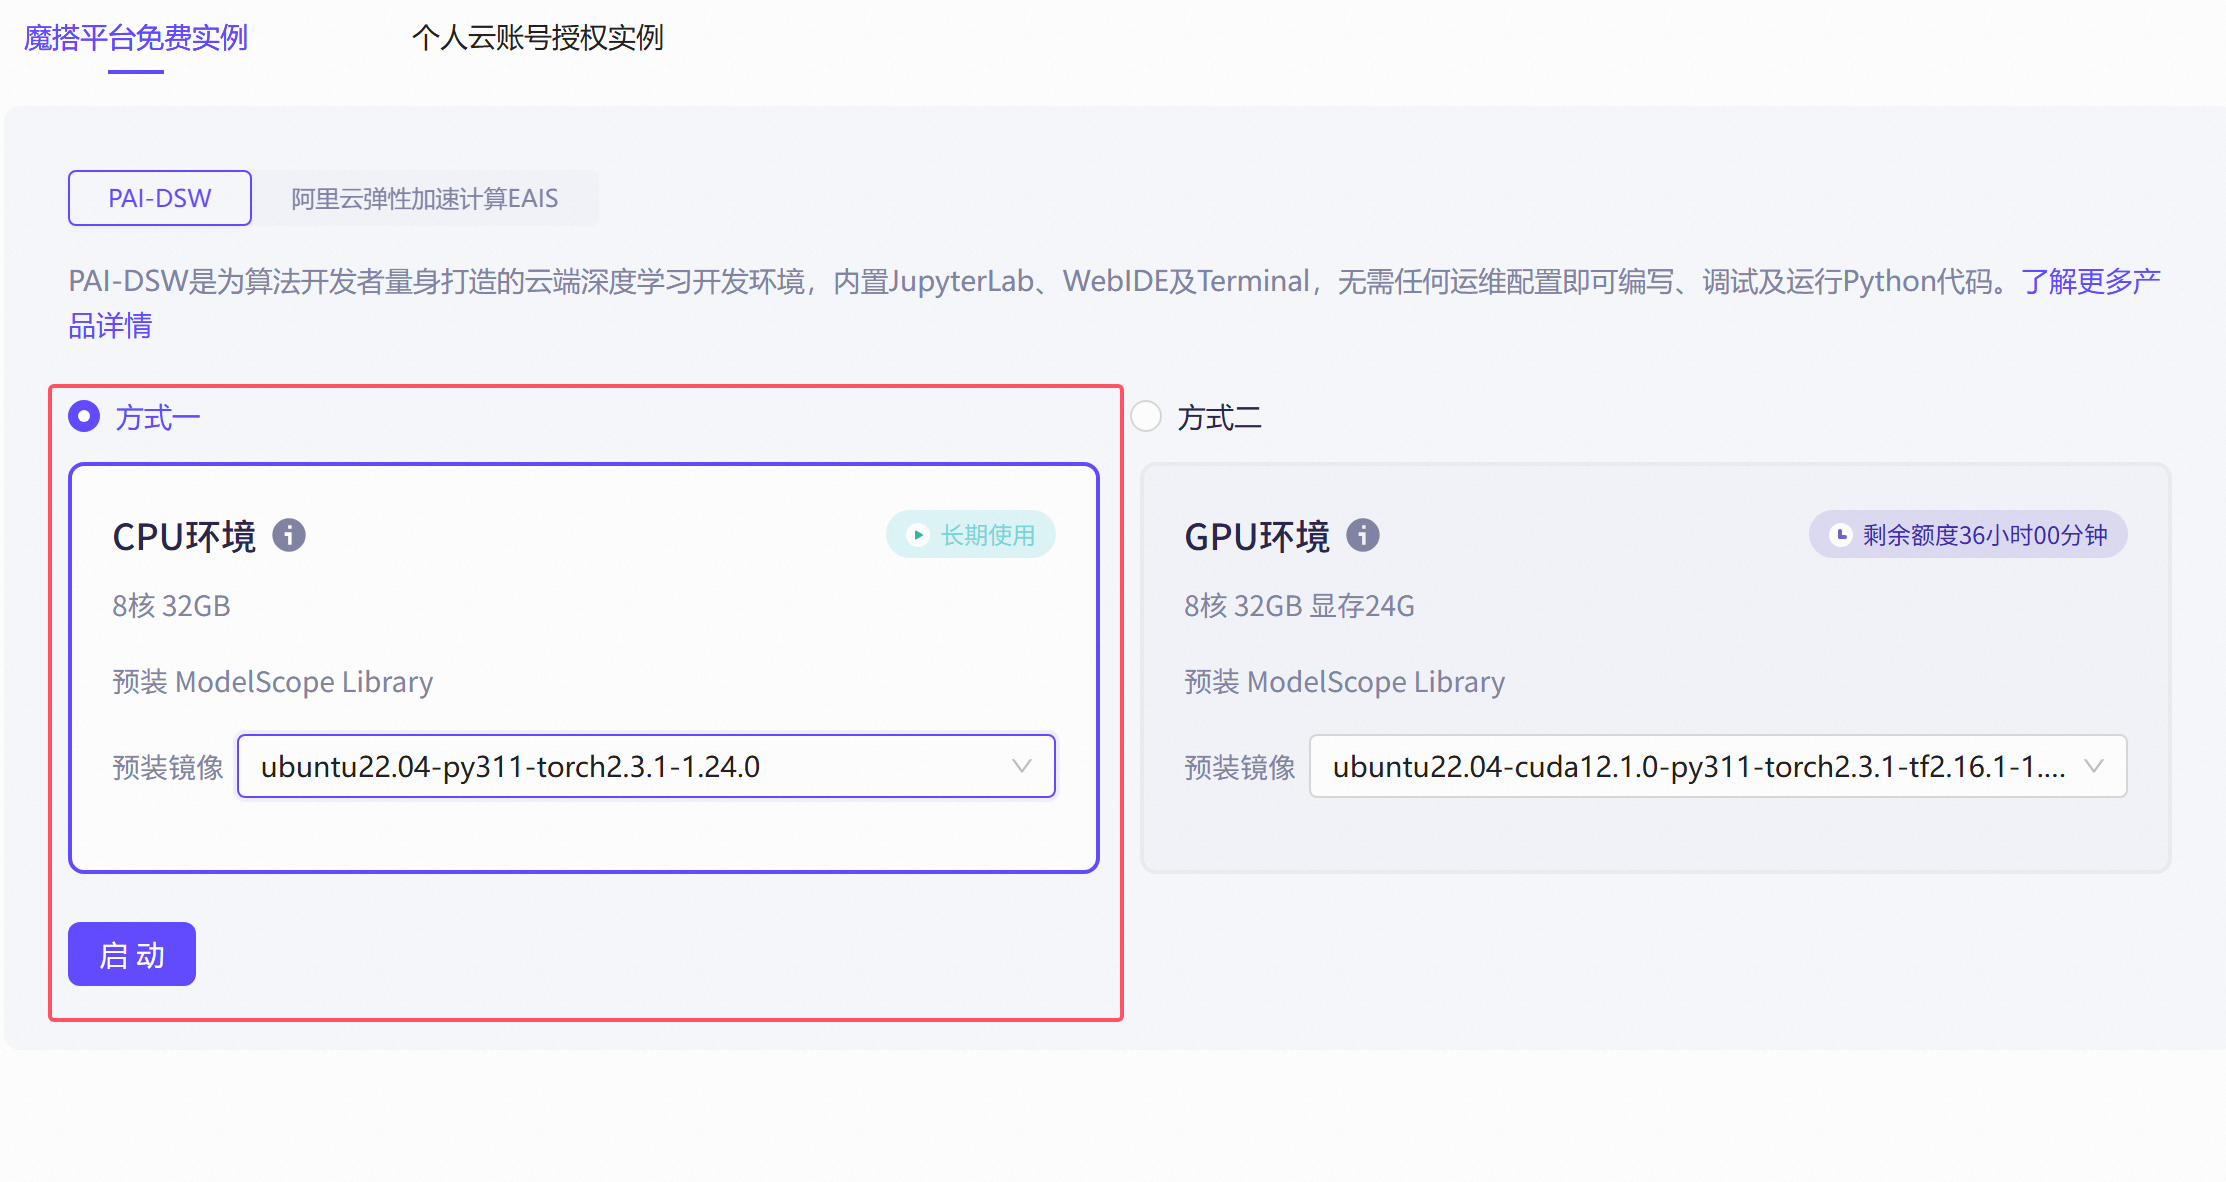 魔搭平台免费实例
个人云账号授权实例
PAI-DSW
阿里云弹性加速计算EAIS
PAI-DSW是为算法开发者量身打造的云端深度学习开发环境，内置JupyterLab、WebIDE及Terminal，无需任何运维配置即可编写、调试及运行Python代码。了解更多产
品详情
方式一
CPU环境
长期使用
8核 32GB
预装 ModelScope Library
预装镜像 ubuntu22.04-py311-torch2.3.1-1.24.0
启 动
方式二
GPU环境
剩余额度36小时00分钟
8核 32GB 显存24G
预装 ModelScope Library
预装镜像 ubuntu22.04-cuda12.1.0-py311-torch2.3.1-tf2.16.1-1....